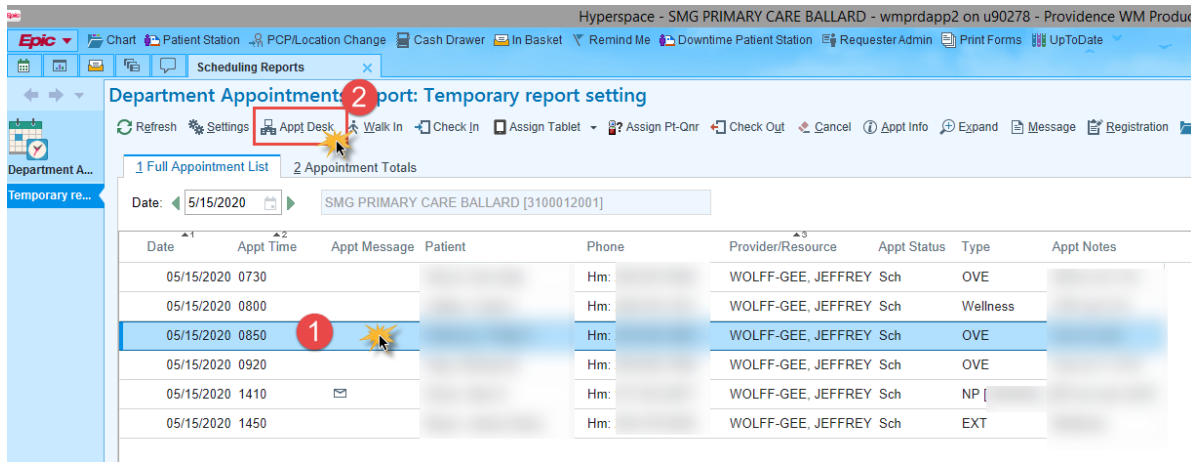 Epic
Hyperspace - SMG PRIMARY CARE BALLARD - wmprdapp2 on u90278 - Providence WM Produc
Epic Chart Patient Station PCP/Location Change Cash Drawer In Basket Remind Me Downtime Patient Station Requester Admin Print Forms UpToDate
Scheduling Reports ×
Department Appointments Report: Temporary report setting
2
Refresh Settings Appt Desk Walk In Check In Assign Tablet Assign Pt-Qnr Check Out Cancel Appt Info Expand Message Registration
Department A...
1 Full Appointment List 2 Appointment Totals
Temporary re...
Date: 5/15/2020 SMG PRIMARY CARE BALLARD [3100012001]
1 2 3
Date Appt Time Appt Message Patient Phone Provider/Resource Appt Status Type Appt Notes
05/15/2020 0730 Hm: WOLFF-GEE, JEFFREY Sch OVE
05/15/2020 0800 Hm: WOLFF-GEE, JEFFREY Sch Wellness
05/15/2020 0850 1 Hm: WOLFF-GEE, JEFFREY Sch OVE
05/15/2020 0920 Hm: WOLFF-GEE, JEFFREY Sch OVE
05/15/2020 1410 Hm: WOLFF-GEE, JEFFREY Sch NP [
05/15/2020 1450 Hm: WOLFF-GEE, JEFFREY Sch EXT